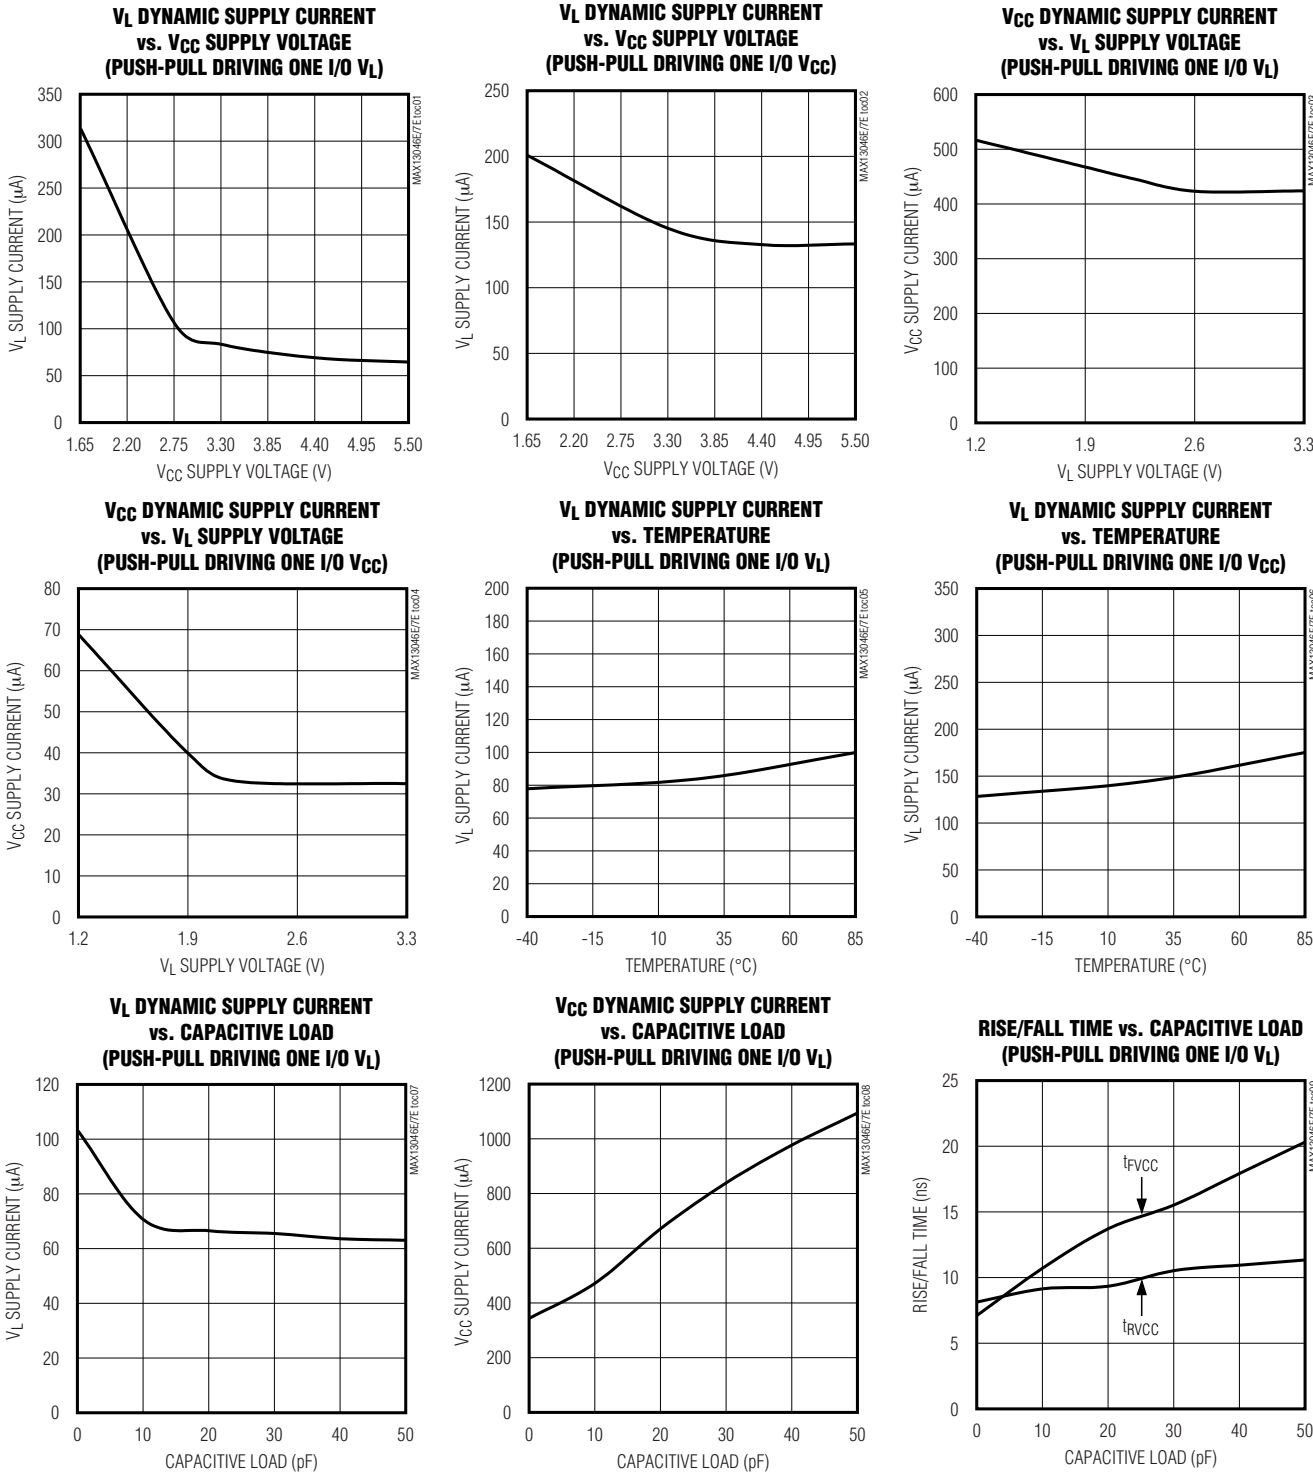 VL DYNAMIC SUPPLY CURRENT
vs. VCC SUPPLY VOLTAGE
(PUSH-PULL DRIVING ONE I/O VL)
350
300
250
200
150
100
50
0
VL SUPPLY CURRENT (µA)
MAX13046E/7E toc01
1.65 2.20 2.75 3.30 3.85 4.40 4.95 5.50
VCC SUPPLY VOLTAGE (V)
VL DYNAMIC SUPPLY CURRENT
vs. VCC SUPPLY VOLTAGE
(PUSH-PULL DRIVING ONE I/O VCC)
250
200
150
100
50
0
VL SUPPLY CURRENT (µA)
MAX13046E/7E toc02
1.65 2.20 2.75 3.30 3.85 4.40 4.95 5.50
VCC SUPPLY VOLTAGE (V)
VCC DYNAMIC SUPPLY CURRENT
vs. VL SUPPLY VOLTAGE
(PUSH-PULL DRIVING ONE I/O VL)
600
500
400
300
200
100
0
VCC SUPPLY CURRENT (µA)
1.2 1.9 2.6 3.3
VL SUPPLY VOLTAGE (V)
VCC DYNAMIC SUPPLY CURRENT
vs. VL SUPPLY VOLTAGE
(PUSH-PULL DRIVING ONE I/O VCC)
80
70
60
50
40
30
20
10
0
VCC SUPPLY CURRENT (µA)
MAX13046E/7E toc04
1.2 1.9 2.6 3.3
VL SUPPLY VOLTAGE (V)
VL DYNAMIC SUPPLY CURRENT
vs. TEMPERATURE
(PUSH-PULL DRIVING ONE I/O VL)
200
180
160
140
120
100
80
60
40
20
0
VL SUPPLY CURRENT (µA)
MAX13046E/7E toc05
-40 -15 10 35 60 85
TEMPERATURE (°C)
VL DYNAMIC SUPPLY CURRENT
vs. TEMPERATURE
(PUSH-PULL DRIVING ONE I/O VCC)
350
300
250
200
150
100
50
0
VL SUPPLY CURRENT (µA)
-40 -15 10 35 60 85
TEMPERATURE (°C)
VL DYNAMIC SUPPLY CURRENT
vs. CAPACITIVE LOAD
(PUSH-PULL DRIVING ONE I/O VL)
120
100
80
60
40
20
0
VL SUPPLY CURRENT (µA)
MAX13046E/7E toc07
0 10 20 30 40 50
CAPACITIVE LOAD (pF)
VCC DYNAMIC SUPPLY CURRENT
vs. CAPACITIVE LOAD
(PUSH-PULL DRIVING ONE I/O VL)
1200
1000
800
600
400
200
0
VCC SUPPLY CURRENT (µA)
MAX13046E/7E toc08
0 10 20 30 40 50
CAPACITIVE LOAD (pF)
RISE/FALL TIME vs. CAPACITIVE LOAD
(PUSH-PULL DRIVING ONE I/O VL)
25
20
15
10
5
0
RISE/FALL TIME (ns)
tFVCC
tRVCC
0 10 20 30 40 50
CAPACITIVE LOAD (pF)